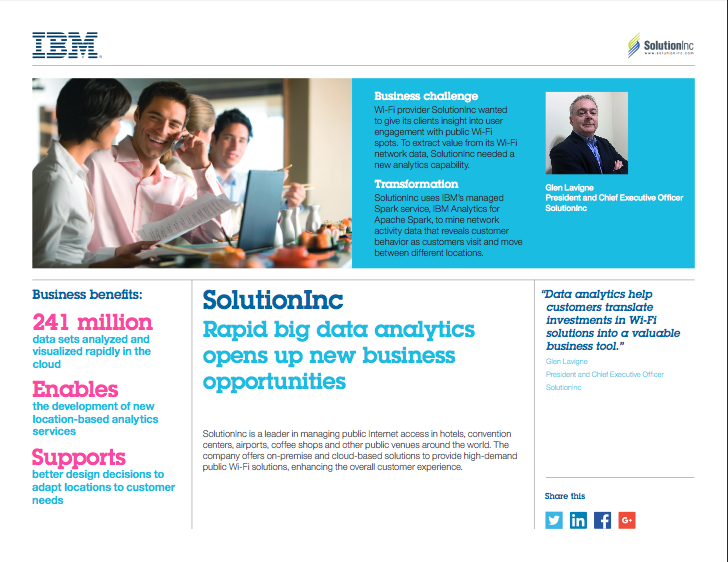 IBM
SolutionInc
www.solutioninc.com
Business challenge
Wi-Fi provider SolutionInc wanted
to give its clients insight into user
engagement with public Wi-Fi
spots. To extract value from its Wi-Fi
network data, SolutionInc needed a
new analytics capability.
Transformation
SolutionInc uses IBM's managed
Spark service, IBM Analytics for
Apache Spark, to mine network
activity data that reveals customer
behavior as customers visit and move
between different locations.
Glen Lavigne
President and Chief Executive Officer
SolutionInc
Business benefits:
241 million
data sets analyzed and
visualized rapidly in the
cloud
Enables
the development of new
location-based analytics
services
Supports
better design decisions to
adapt locations to customer
needs
SolutionInc
Rapid big data analytics
opens up new business
opportunities
SolutionInc is a leader in managing public Internet access in hotels, convention
centers, airports, coffee shops and other public venues around the world. The
company offers on-premise and cloud-based solutions to provide high-demand
public Wi-Fi solutions, enhancing the overall customer experience.
"Data analytics help
customers translate
investments in Wi-Fi
solutions into a valuable
business tool."
Glen Lavigne
President and Chief Executive Officer
SolutionInc
Share this
in
f
G+